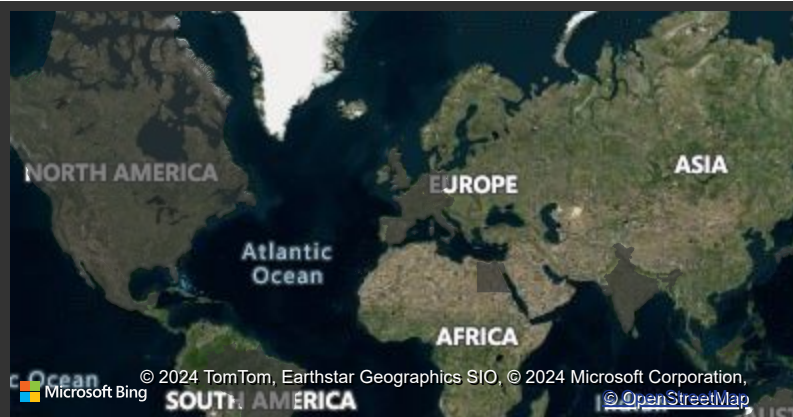 NORTH AMERICA
ASIA
EUROPE
Atlantic
Ocean
AFRICA
c Ocean
© 2024 TomTom, Earthstar Geographics SIO, © 2024 Microsoft Corporation,
Microsoft Bing
SOUTH AMERICA
© OpenStreetMap